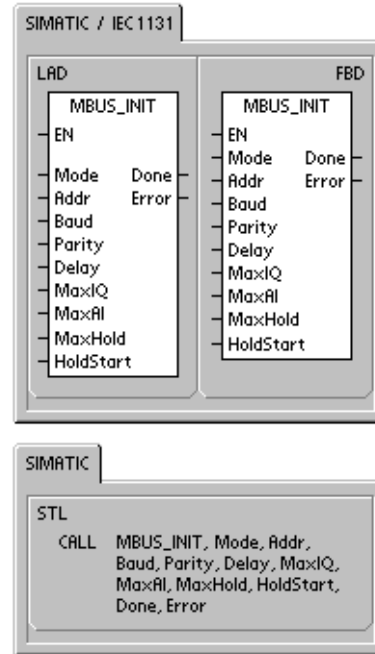 SIMATIC / IEC1131
LAD
MBUS_INIT
EN
Mode Done
Addr Error
Baud
Parity
Delay
MaxIQ
MaxAI
MaxHold
HoldStart
FBD
MBUS_INIT
EN
Mode Done
Addr Error
Baud
Parity
Delay
MaxIQ
MaxAI
MaxHold
HoldStart
SIMATIC
STL
CALL MBUS_INIT, Mode, Addr,
Baud, Parity, Delay, MaxIQ,
MaxAI, MaxHold, HoldStart,
Done, Error